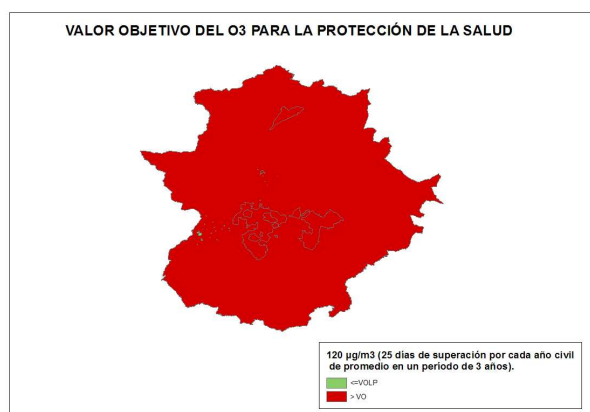 VALOR OBJETIVO DEL O3 PARA LA PROTECCIÓN DE LA SALUD
120 µg/m3 (25 días de superación por cada año civil
de promedio en un período de 3 años).
<=VOLP
> VO